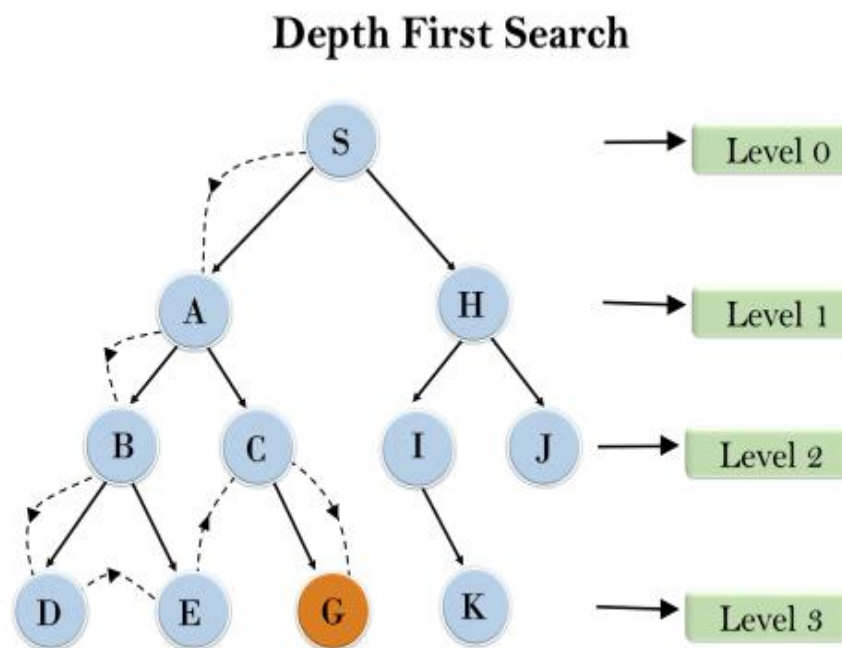 Depth First Search
S
Level 0
A
H
Level 1
B
C
I
J
Level 2
D
E
G
K
Level 3